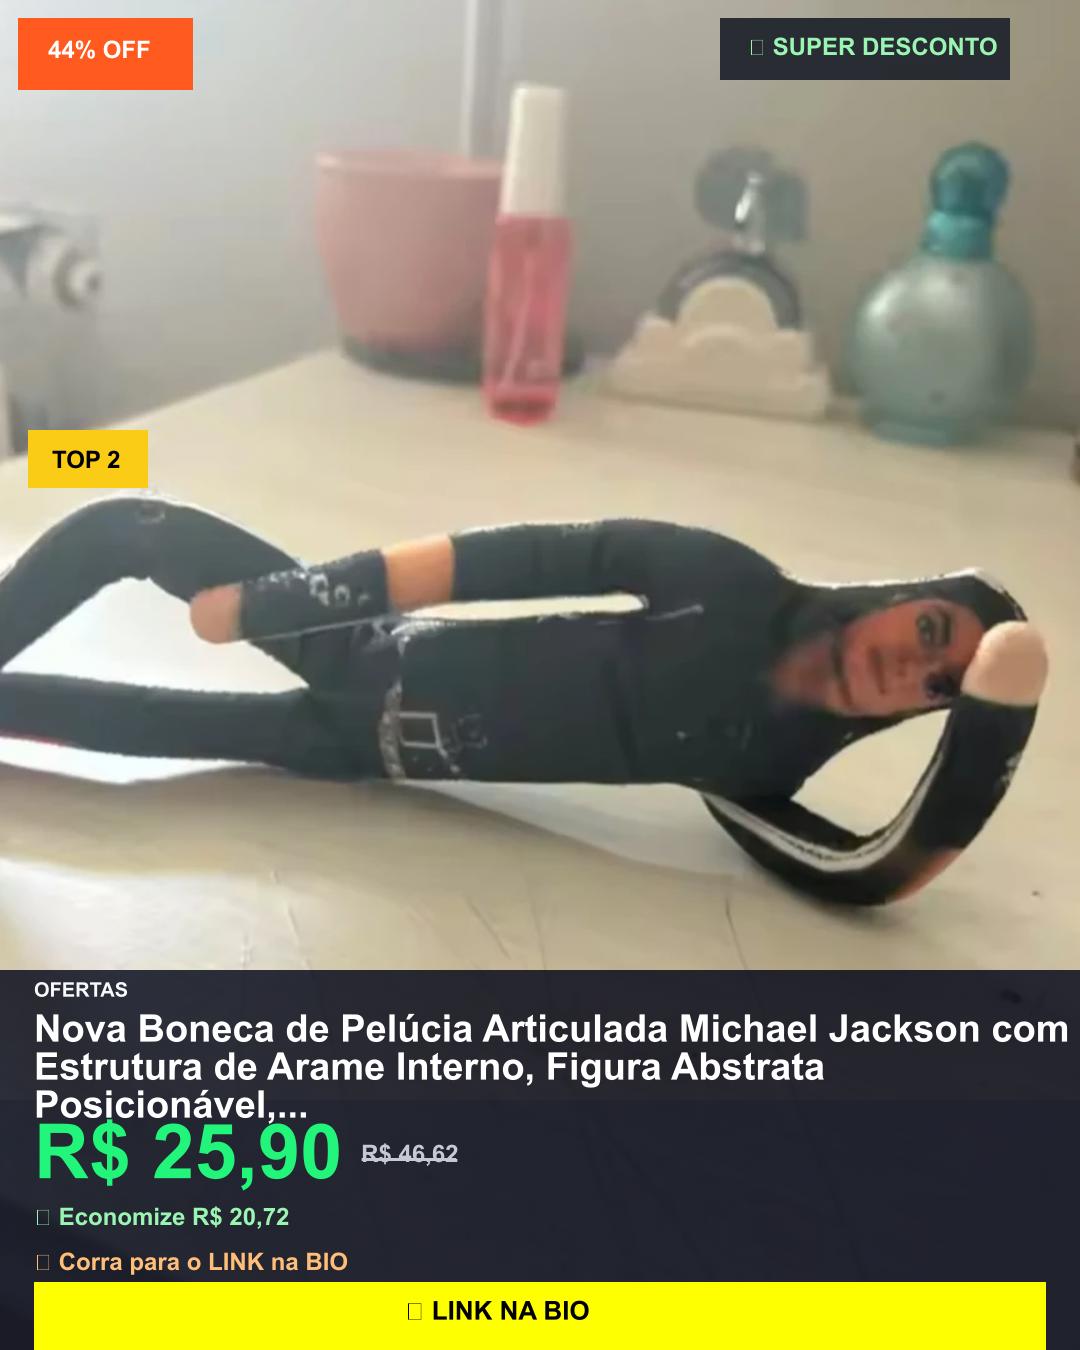 44% OFF
SUPER DESCONTO
TOP 2
OFERTAS
Nova Boneca de Pelúcia Articulada Michael Jackson com
Estrutura de Arame Interno, Figura Abstrata
Posicionável,...
R$ 25,90 R$ 46,62
Economize R$ 20,72
Corra para o LINK na BIO
LINK NA BIO